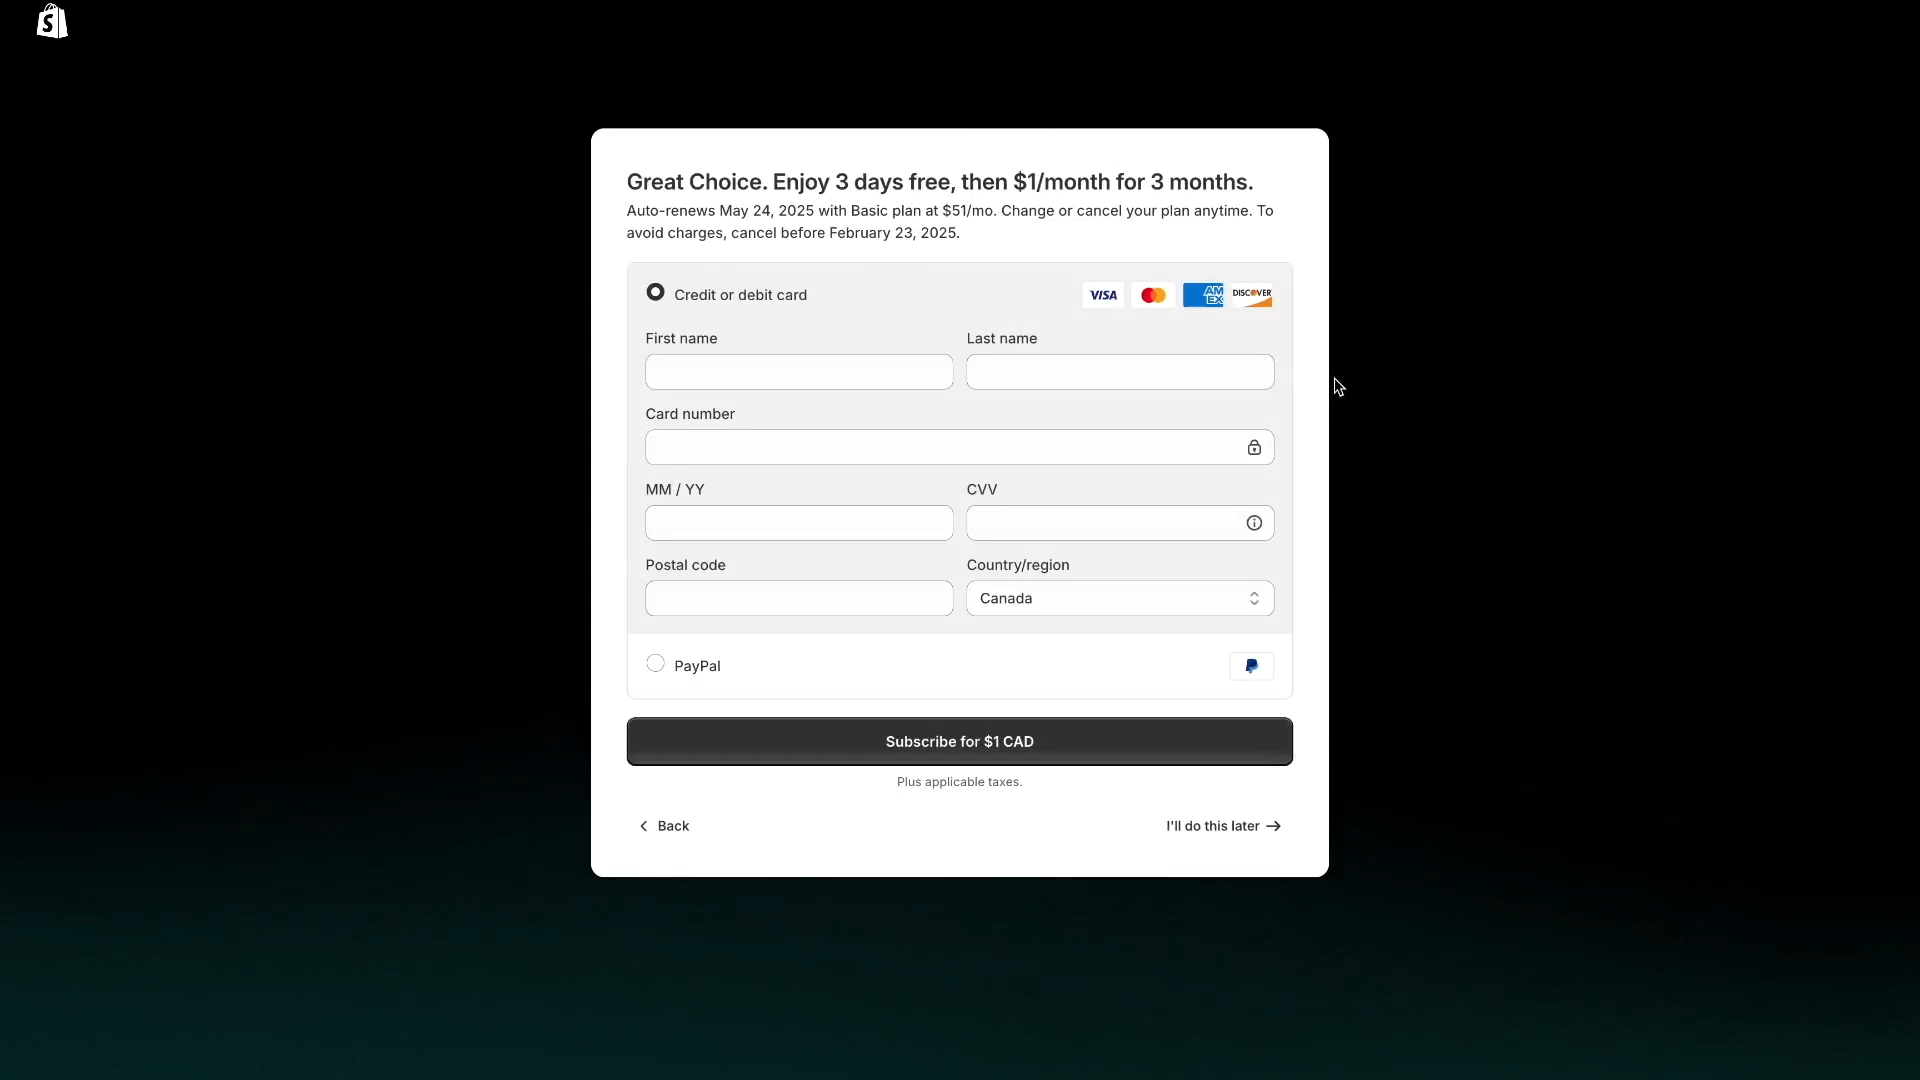 S
Great Choice. Enjoy 3 days free, then $1/month for 3 months.
Auto-renews May 24, 2025 with Basic plan at $51/mo. Change or cancel your plan anytime. To
avoid charges, cancel before February 23, 2025.
Credit or debit card
VISA
AM
EX
DISCOVER
First name
Last name
Card number
MM / YY
CVV
Postal code
Country/region
Canada
PayPal
Subscribe for $1 CAD
Plus applicable taxes.
Back
I'll do this later